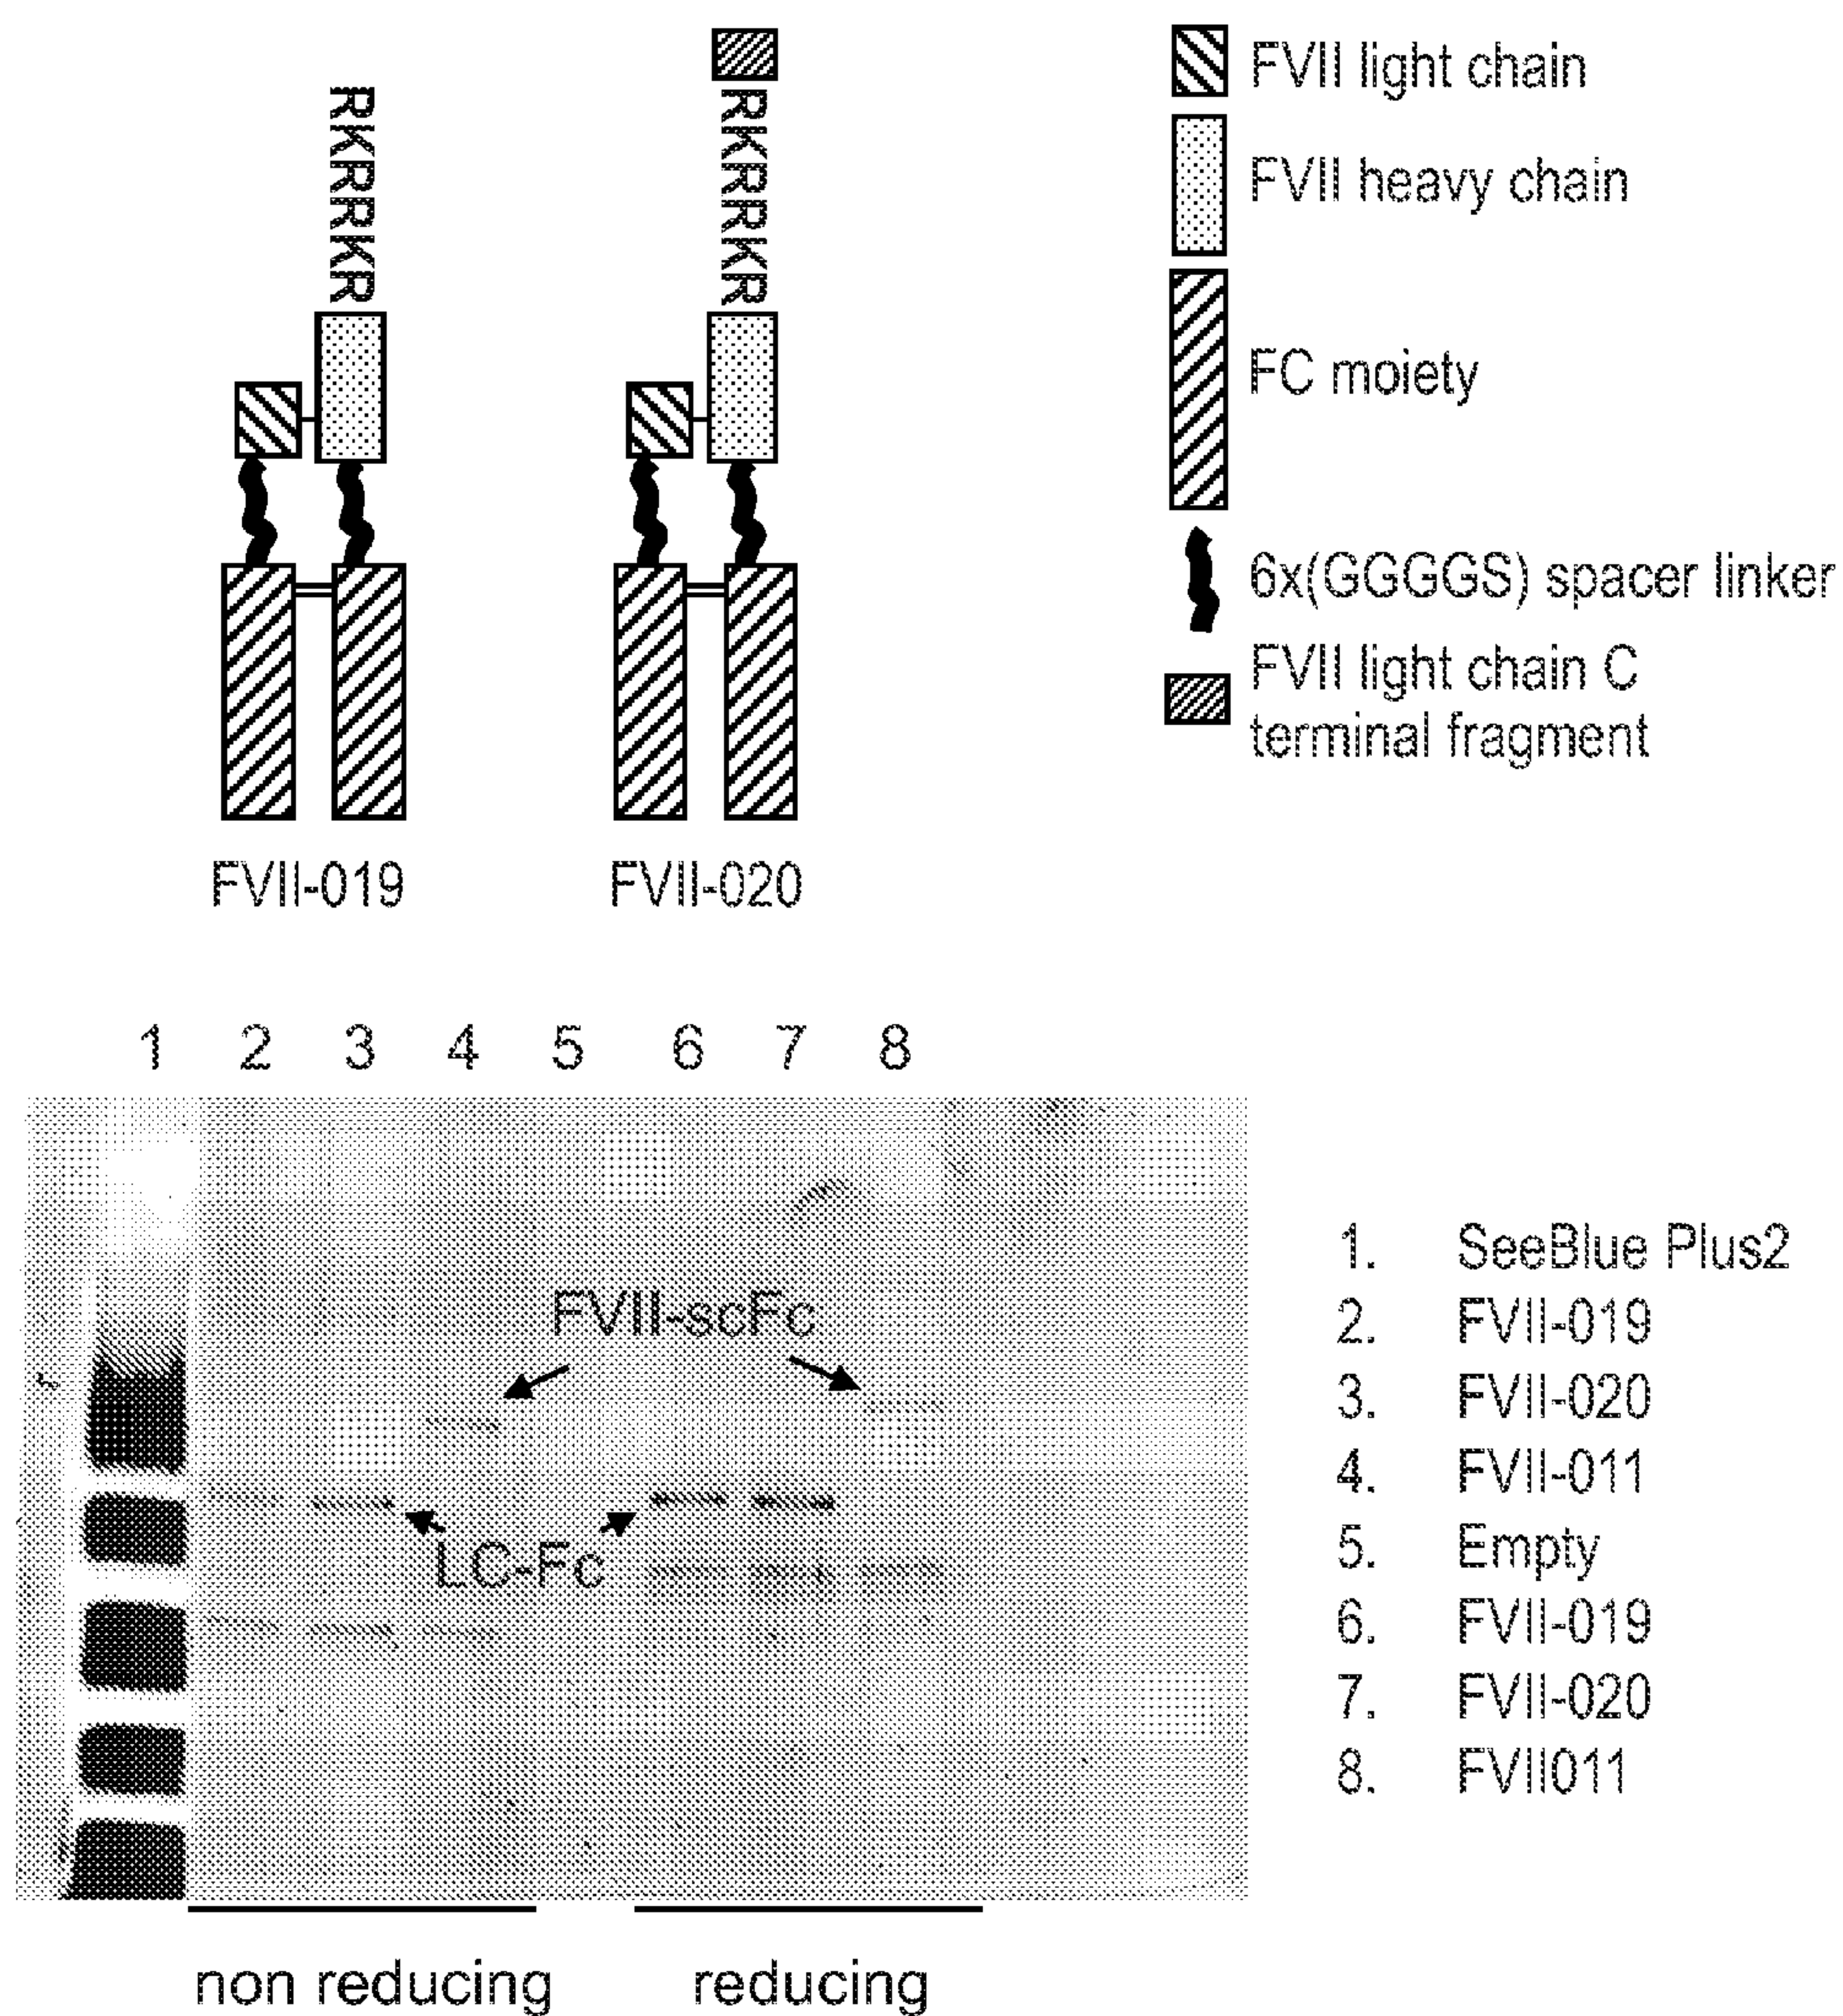 RKRRKR
RKRRKR
FVII light chain
FVII heavy chain
FC moiety
6x(GGGGS) spacer linker
FVII light chain C
terminal fragment
FVII-019
FVII-020
1 2 3 4 5 6 7 8
FVII-scFc
LC-Fc
1. SeeBlue Plus2
2. FVII-019
3. FVII-020
4. FVII-011
5. Empty
6. FVII-019
7. FVII-020
8. FVII011
non reducing
reducing